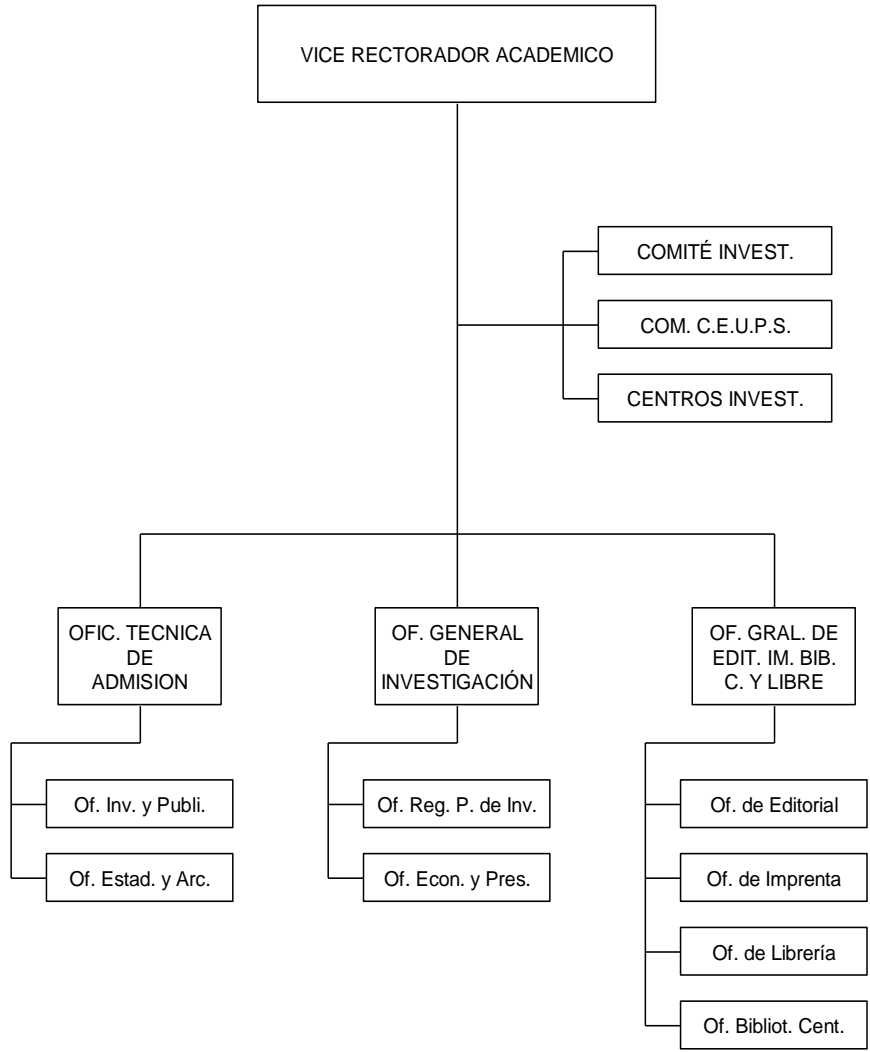 VICE RECTORADOR ACADEMICO
COMITÉ INVEST.
COM. C.E.U.P.S.
CENTROS INVEST.
OFIC. TECNICA
DE
ADMISION
OF. GENERAL
DE
INVESTIGACIÓN
OF. GRAL. DE
EDIT. IM. BIB.
C. Y LIBRE
Of. Inv. y Publi.
Of. Estad. y Arc.
Of. Reg. P. de Inv.
Of. Econ. y Pres.
Of. de Editorial
Of. de Imprenta
Of. de Librería
Of. Bibliot. Cent.